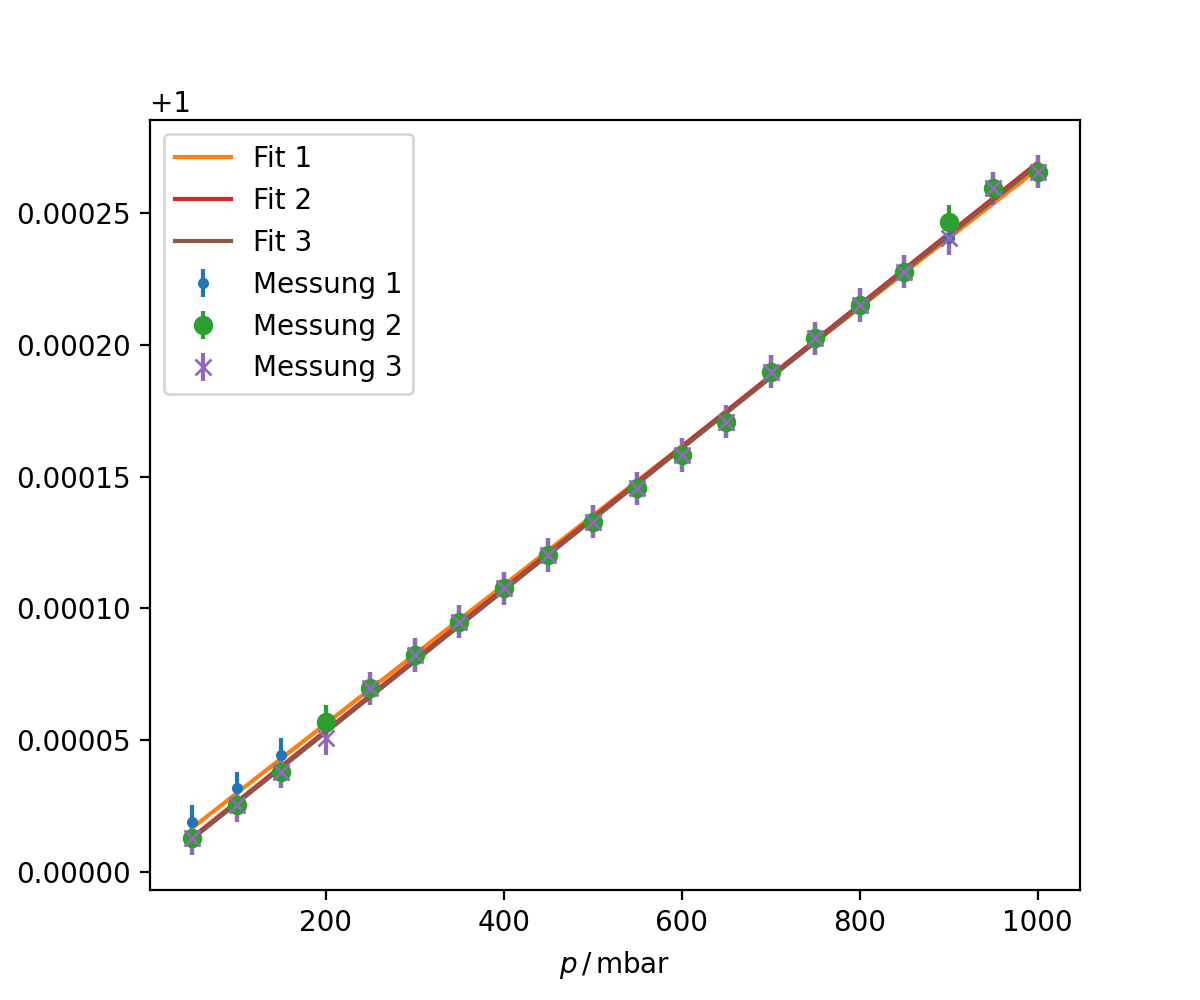 +1
Fit 1
Fit 2
Fit 3
Messung 1
Messung 2
Messung 3
0.00025
0.00020
0.00015
0.00010
0.00005
0.00000
200 400 600 800 1000
p / mbar